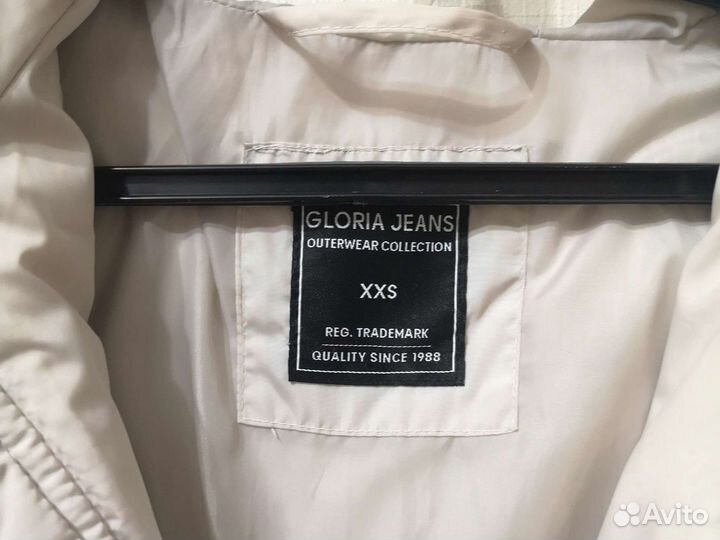 GLORIA JEANS
OUTERWEAR COLLECTION
XXS
REG. TRADEMARK
QUALITY SINCE 1988
Avito